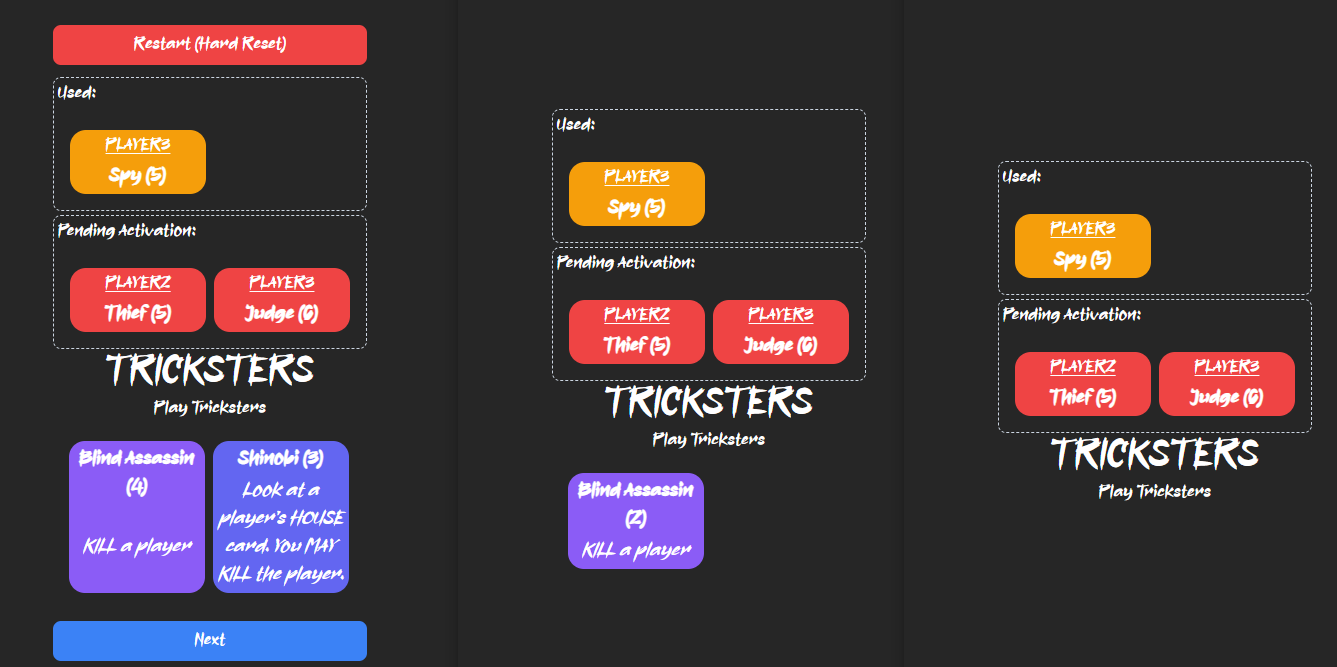 Restart (Hard Reset)
Used:
PLAYER3
Spy (5)
Pending Activation:
PLAYER2
Thief (5)
PLAYER3
Judge (6)
TRICKSTERS
Play Tricksters
Blind Assassin
(4)
KILL a player
Shinobi (3)
Look at a
player's HOUSE
card. You MAY
KILL the player.
Next
Used:
PLAYER3
Spy (5)
Pending Activation:
PLAYER2
Thief (5)
PLAYER3
Judge (6)
TRICKSTERS
Play Tricksters
Blind Assassin
(2)
KILL a player
Used:
PLAYER3
Spy (5)
Pending Activation:
PLAYER2
Thief (5)
PLAYER3
Judge (6)
TRICKSTERS
Play Tricksters